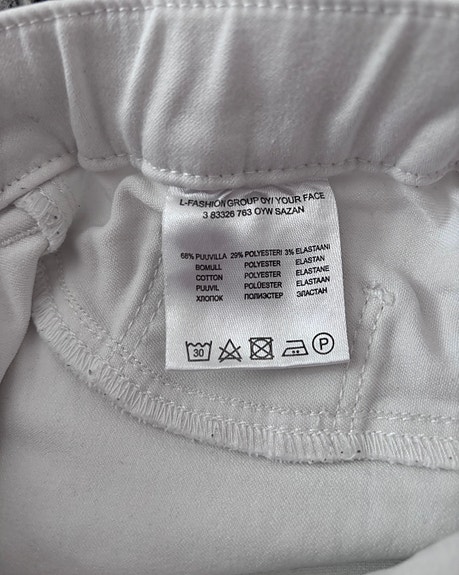 L-FASHION GROUP OY/ YOUR FACE
3 83326 763 OYW SAZAN
68% PUUVILLA 29% POLYESTERI 3% ELASTAANI
BOMULL POLYESTER ELASTAN
COTTON POLYESTER ELASTANE
PUUVIL POLÜESTER ELASTAAN
ХЛОПОК ПОЛИЭСТЕР ЭЛАСТАН
30 P